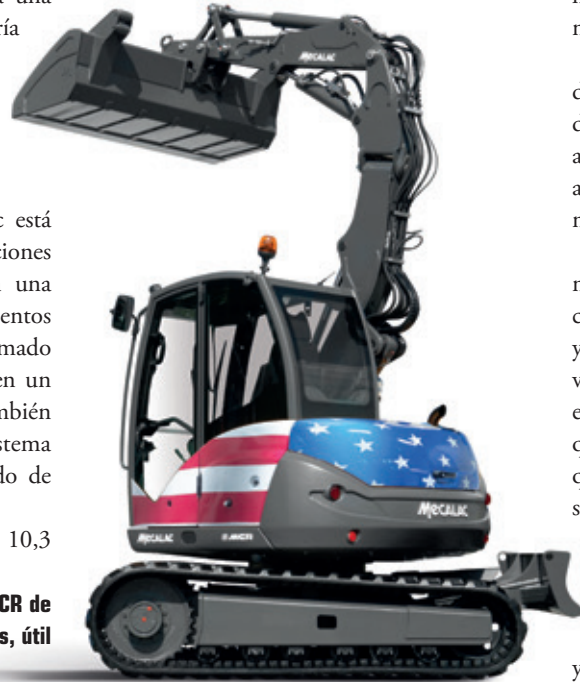 una
ría
MECALAC
c está
ciones
una
entos
mado
en un
mbién
stema
do de
10,3
CR de
s, útil
MECALAC
MCR
MECALAC
n
d
d
a
a
n
n
c
y
v
e
q
q
s
y